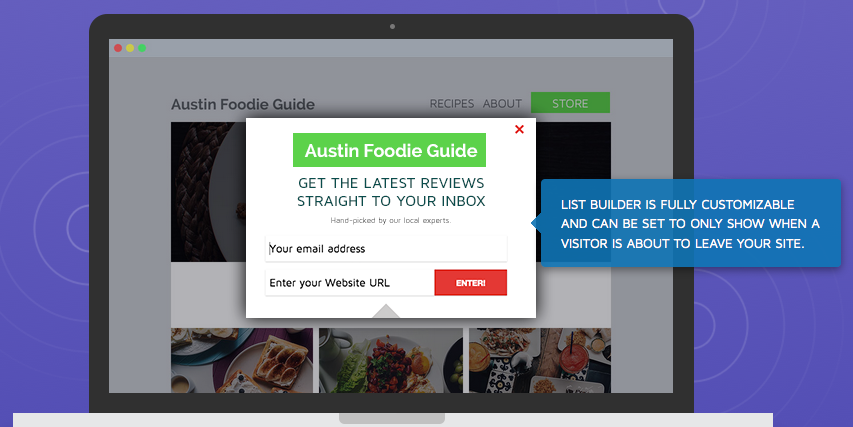 Austin Foodie Guide
RECIPES ABOUT STORE
Austin Foodie Guide
GET THE LATEST REVIEWS
STRAIGHT TO YOUR INBOX
Hand-picked by our local experts.
Your email address
Enter your Website URL
ENTER!
LIST BUILDER IS FULLY CUSTOMIZABLE
AND CAN BE SET TO ONLY SHOW WHEN A
VISITOR IS ABOUT TO LEAVE YOUR SITE.